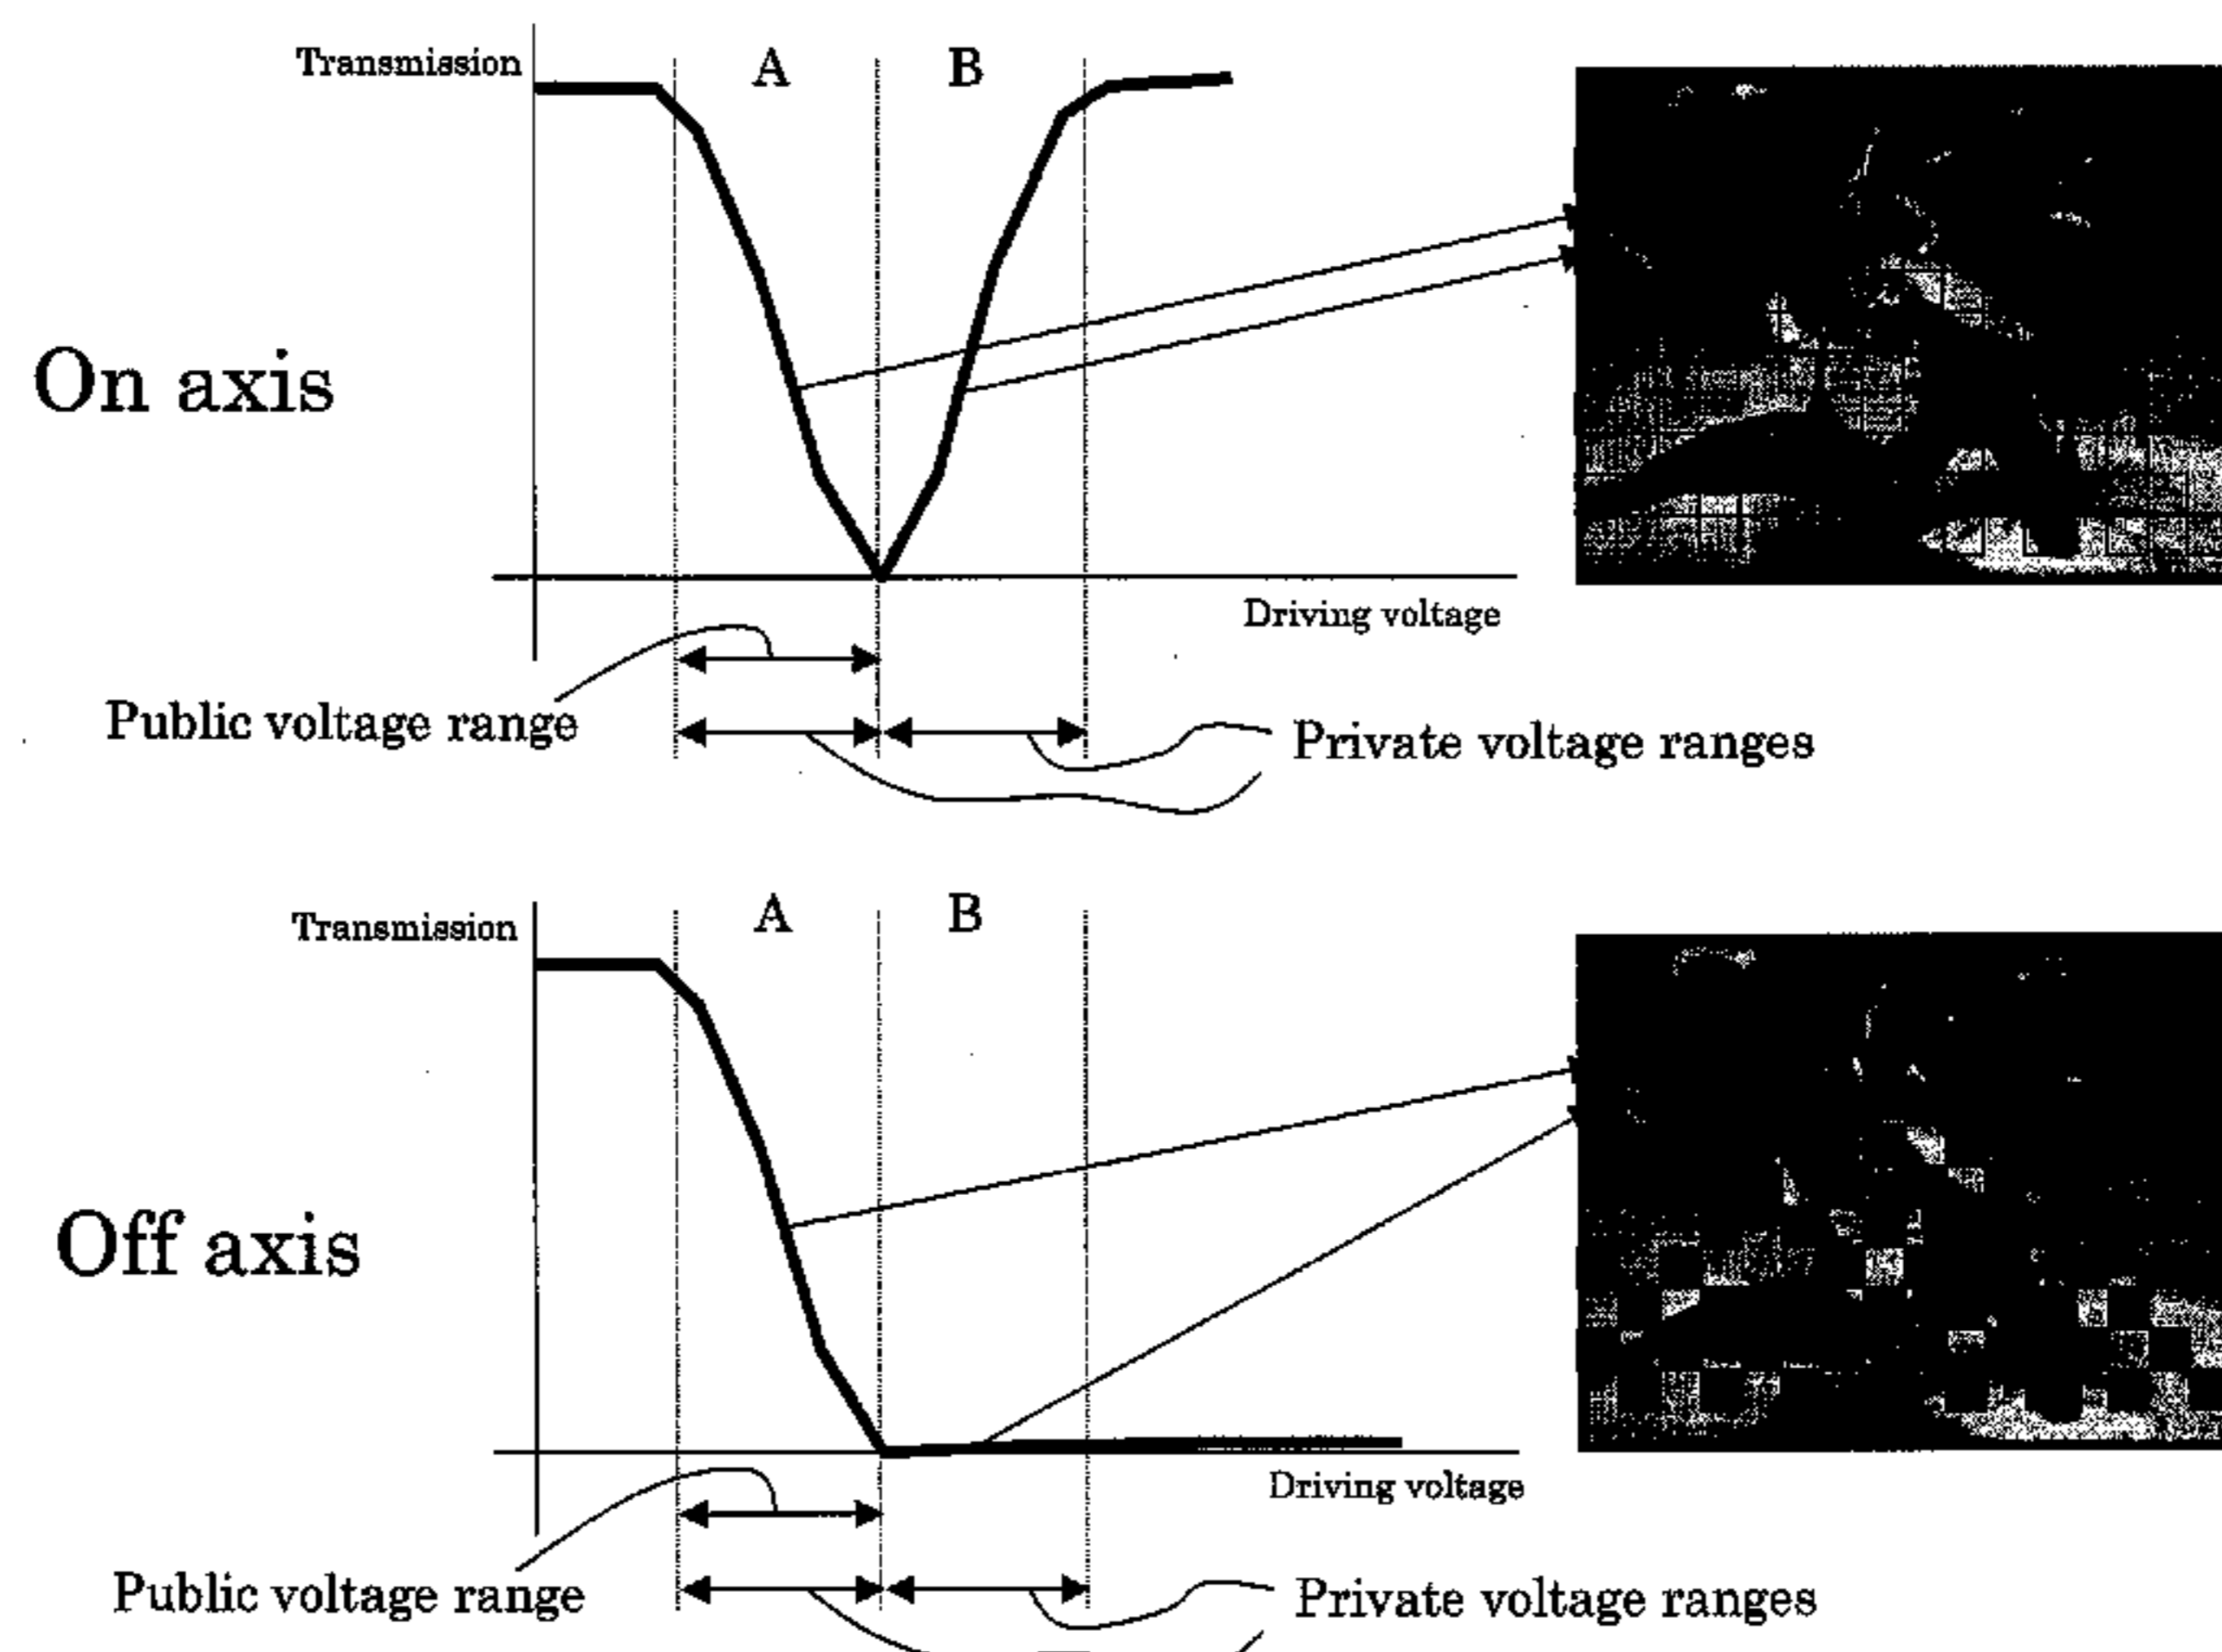 Transmission
A
B
On axis
Driving voltage
Public voltage range
Private voltage ranges
Transmission
A
B
Off axis
Driving voltage
Public voltage range
Private voltage ranges